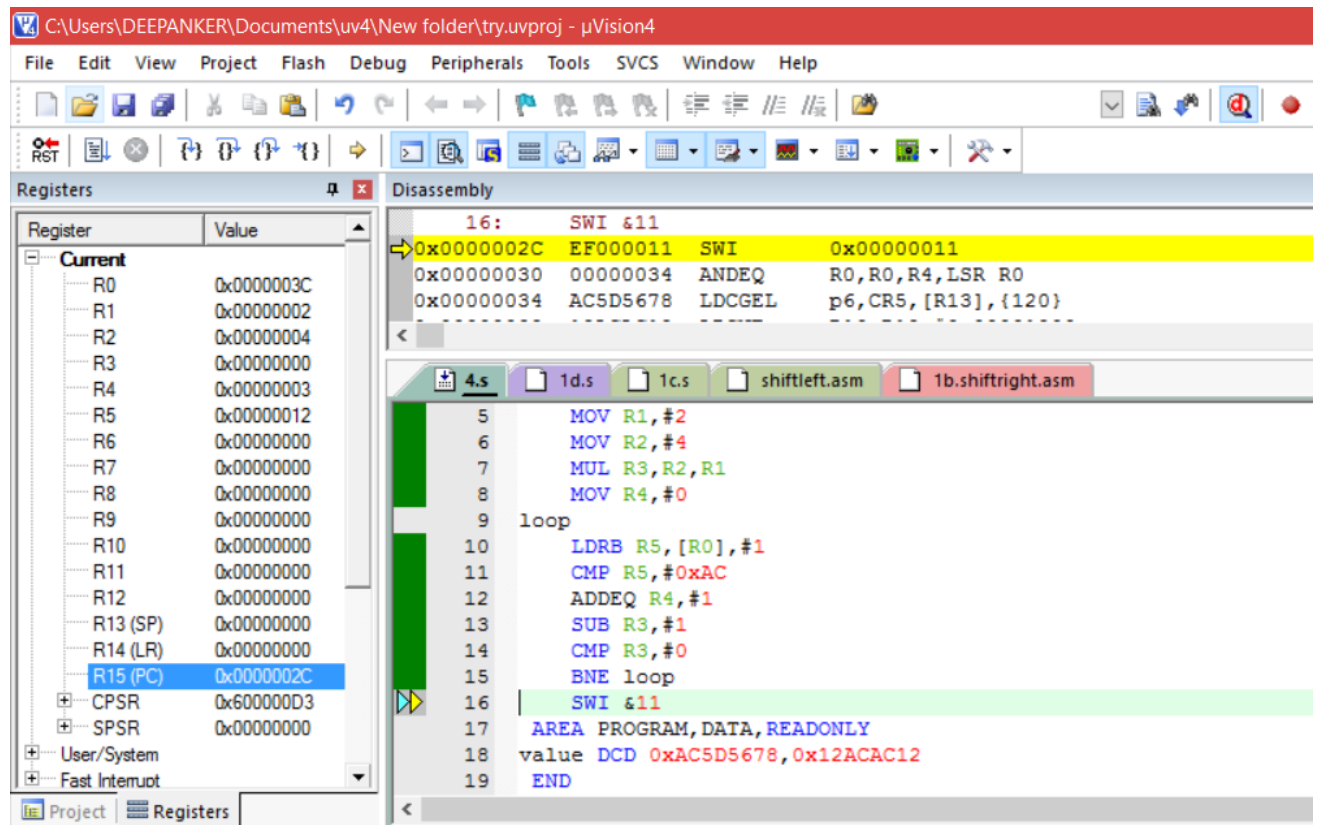 C:\Users\DEEPANKER\Documents\uv4\New folder\try.uvproj - µVision4
File Edit View Project Flash Debug Peripherals Tools SVCS Window Help
RST
Registers
Register Value
Current
R0 0x0000003C
R1 0x00000002
R2 0x00000004
R3 0x00000000
R4 0x00000003
R5 0x00000012
R6 0x00000000
R7 0x00000000
R8 0x00000000
R9 0x00000000
R10 0x00000000
R11 0x00000000
R12 0x00000000
R13 (SP) 0x00000000
R14 (LR) 0x00000000
R15 (PC) 0x0000002C
CPSR 0x600000D3
SPSR 0x00000000
User/System
Fast Interrupt
Project Registers
Disassembly
16: SWI &11
0x0000002C EF000011 SWI 0x00000011
0x00000030 00000034 ANDEQ R0,R0,R4,LSR R0
0x00000034 AC5D5678 LDCGEL p6,CR5,[R13],{120}
4.s 1d.s 1c.s shiftleft.asm 1b.shiftright.asm
5 MOV R1,#2
6 MOV R2,#4
7 MUL R3,R2,R1
8 MOV R4,#0
9 loop
10 LDRB R5,[R0],#1
11 CMP R5,#0xAC
12 ADDEQ R4,#1
13 SUB R3,#1
14 CMP R3,#0
15 BNE loop
16 SWI &11
17 AREA PROGRAM,DATA,READONLY
18 value DCD 0xAC5D5678,0x12ACAC12
19 END